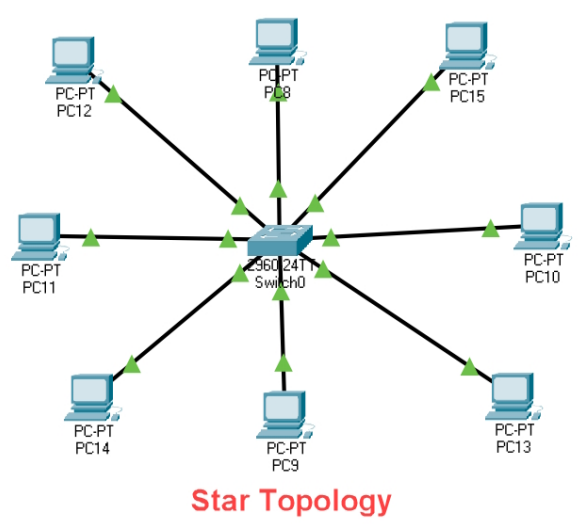 PC-PT
PC12
PC-PT
PC8
PC-PT
PC15
PC-PT
PC11
2960-24TT
Switch0
PC-PT
PC10
PC-PT
PC14
PC-PT
PC9
PC-PT
PC13
Star Topology